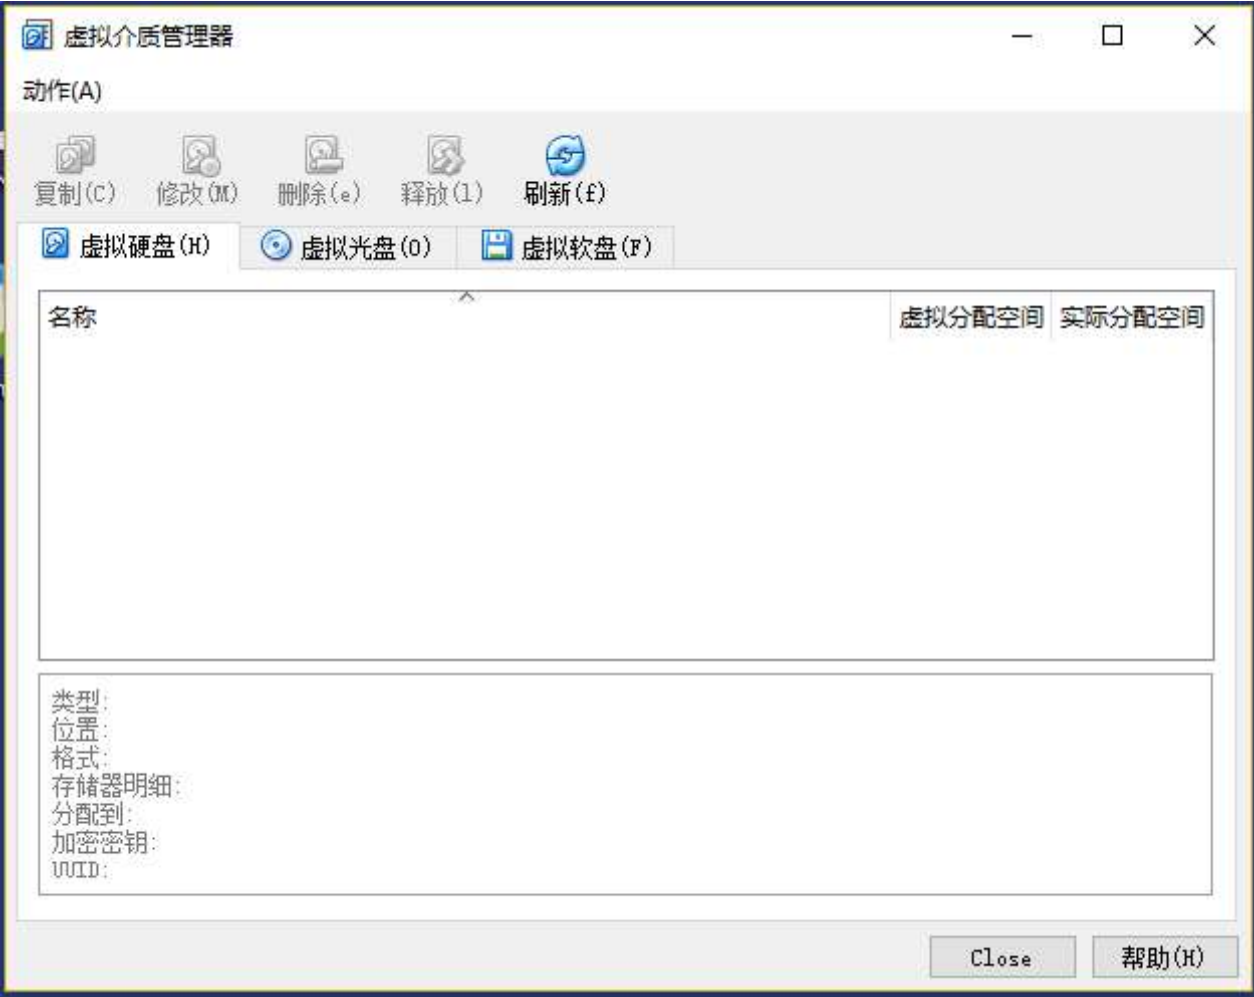 虚拟介质管理器
动作(A)
复制(C) 修改(M) 删除(e) 释放(l) 刷新(f)
虚拟硬盘(H) 虚拟光盘(O) 虚拟软盘(F)
名称 虚拟分配空间 实际分配空间
类型:
位置:
格式:
存储器明细:
分配到:
加密密钥:
UUID:
Close 帮助(H)